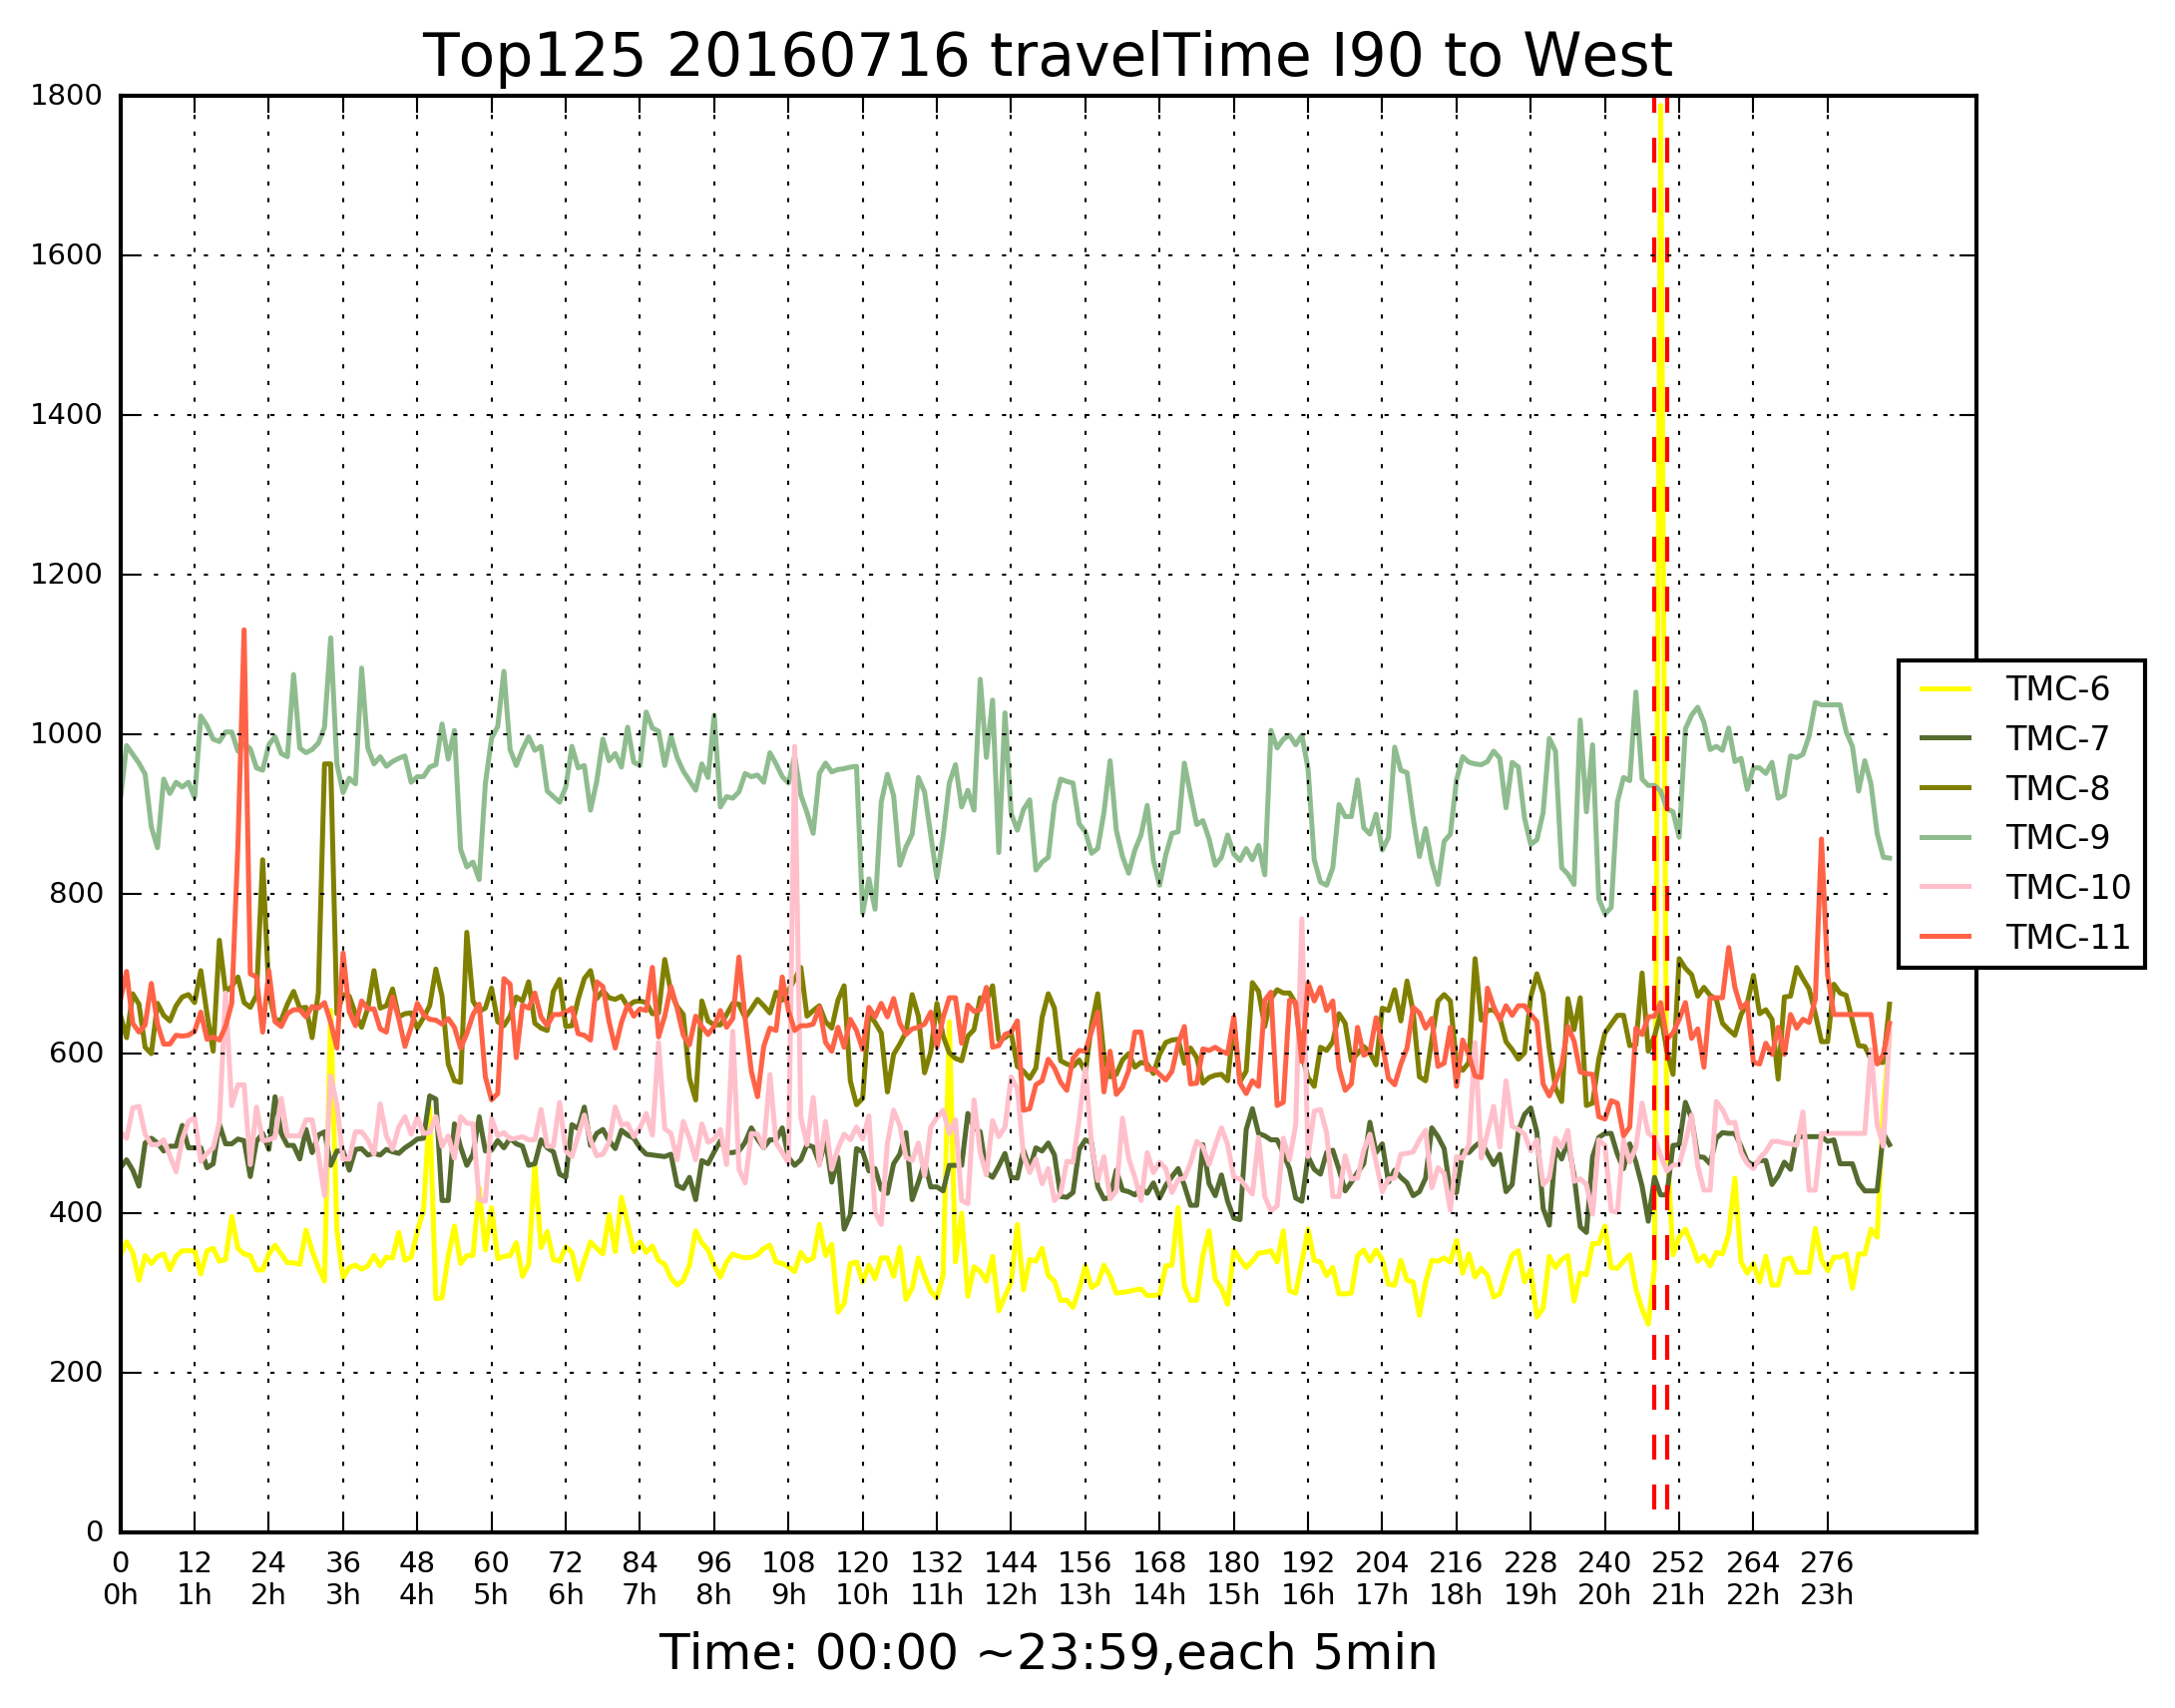 Top125 20160716 travelTime I90 to West
1800
1600
1400
1200
1000
800
600
400
200
0
TMC-6
TMC-7
TMC-8
TMC-9
TMC-10
TMC-11
0 12 24 36 48 60 72 84 96 108 120 132 144 156 168 180 192 204 216 228 240 252 264 276
0h 1h 2h 3h 4h 5h 6h 7h 8h 9h 10h 11h 12h 13h 14h 15h 16h 17h 18h 19h 20h 21h 22h 23h
Time: 00:00 ~23:59,each 5min